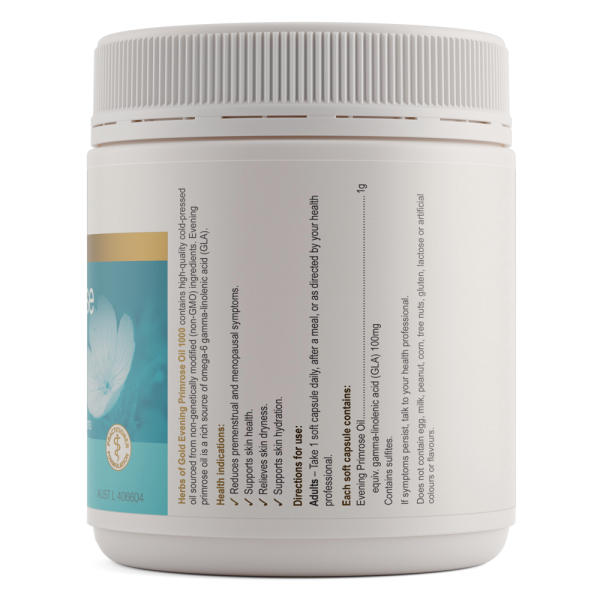 se
AUST L 406604
Herbs of Gold Evening Primrose Oil 1000 contains high-quality cold-pressed
oil sourced from non-genetically modified (non-GMO) ingredients. Evening
primrose oil is a rich source of omega-6 gamma-linolenic acid (GLA).
Health indications:
✓ Reduces premenstrual and menopausal symptoms.
✓ Supports skin health.
✓ Relieves skin dryness.
✓ Supports skin hydration.
Directions for use:
Adults – Take 1 soft capsule daily, after a meal, or as directed by your health
professional.
Each soft capsule contains:
Evening Primrose Oil 1g
equiv. gamma-linolenic acid (GLA) 100mg
Contains sulfites.
If symptoms persist, talk to your health professional.
Does not contain egg, milk, peanut, corn, tree nuts, gluten, lactose or artificial
colours or flavours.